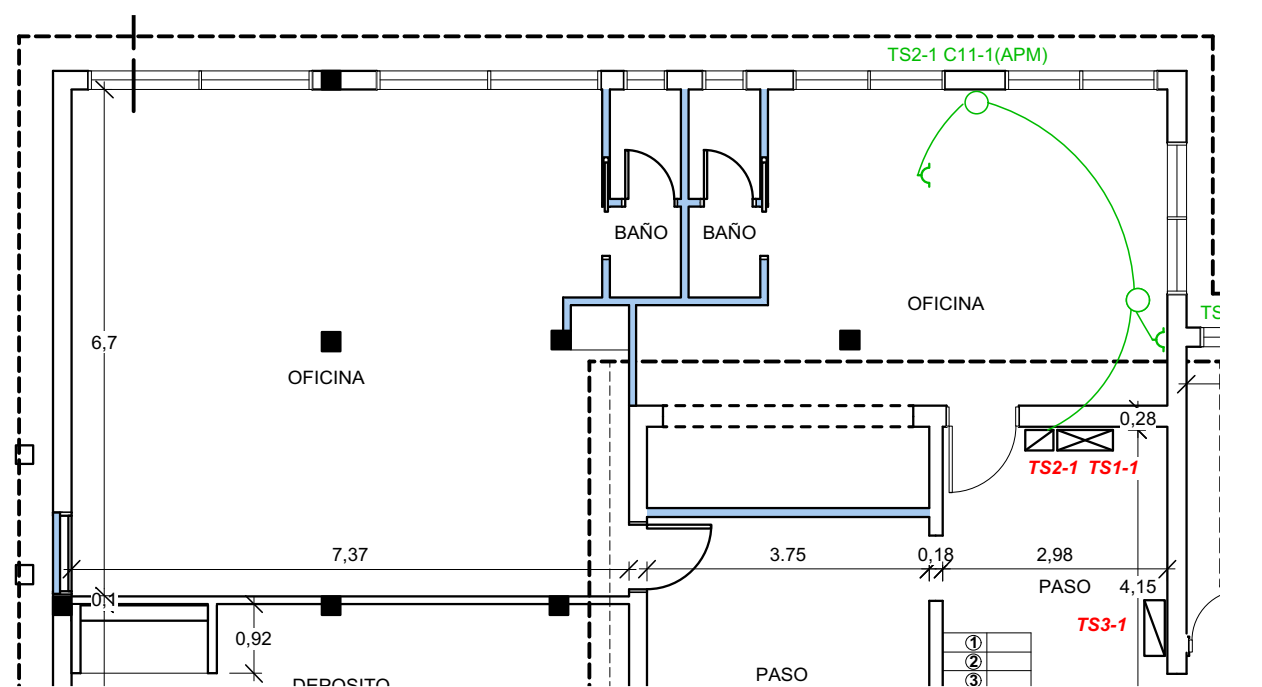 TS2-1 C11-1(APM)
BAÑO
BAÑO
OFICINA
TS
6,7
OFICINA
0,28
TS2-1 TS1-1
7,37
3.75
0,18
2,98
PASO
4,15
0,1
TS3-1
0,92
1
2
3
PASO
DEPOSITO